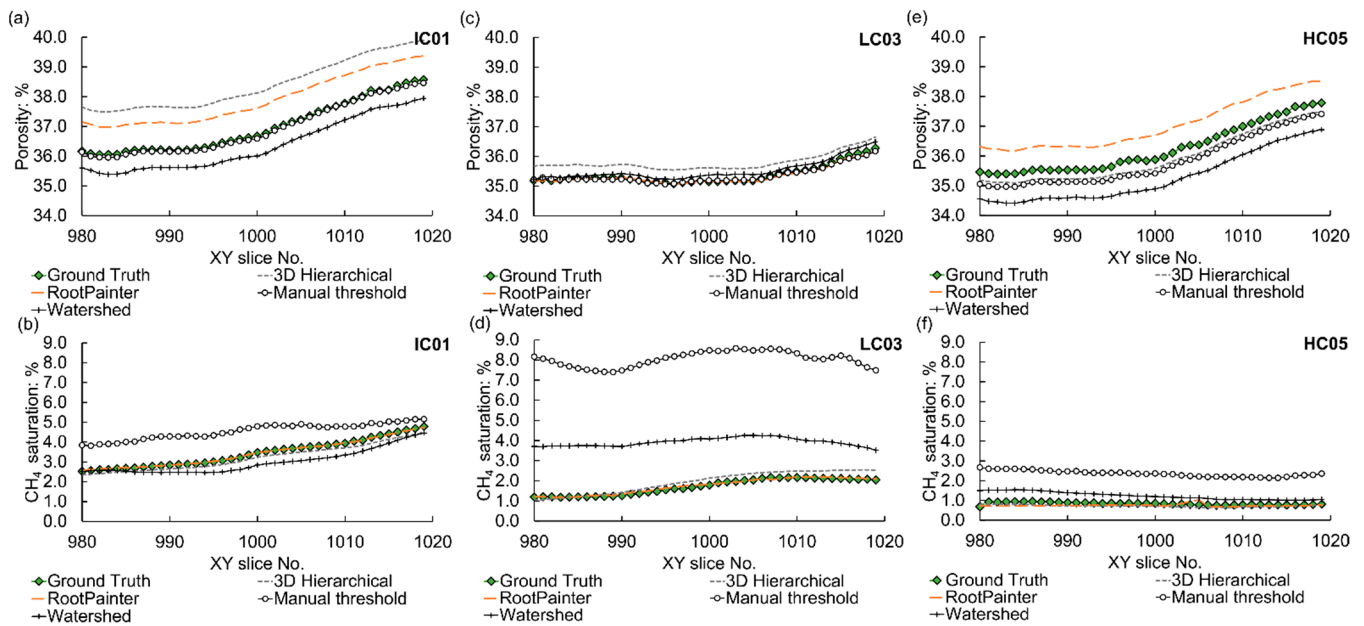 (a)
IC01
40.0
39.0
38.0
37.0
36.0
35.0
34.0
Porosity: %
980 990 1000 1010 1020
XY slice No.
Ground Truth 3D Hierarchical
RootPainter Manual threshold
Watershed
(c)
LC03
40.0
39.0
38.0
37.0
36.0
35.0
34.0
Porosity: %
980 990 1000 1010 1020
XY slice No.
Ground Truth 3D Hierarchical
RootPainter Manual threshold
Watershed
(e)
HC05
40.0
39.0
38.0
37.0
36.0
35.0
34.0
Porosity: %
980 990 1000 1010 1020
XY slice No.
Ground Truth 3D Hierarchical
RootPainter Manual threshold
Watershed
(b)
IC01
9.0
8.0
7.0
6.0
5.0
4.0
3.0
2.0
1.0
0.0
CH₄ saturation: %
980 990 1000 1010 1020
XY slice No.
Ground Truth 3D Hierarchical
RootPainter Manual threshold
Watershed
(d)
LC03
9.0
8.0
7.0
6.0
5.0
4.0
3.0
2.0
1.0
0.0
CH₄ saturation: %
980 990 1000 1010 1020
XY slice No.
Ground Truth 3D Hierarchical
RootPainter Manual threshold
Watershed
(f)
HC05
9.0
8.0
7.0
6.0
5.0
4.0
3.0
2.0
1.0
0.0
CH₄ saturation: %
980 990 1000 1010 1020
XY slice No.
Ground Truth 3D Hierarchical
RootPainter Manual threshold
Watershed